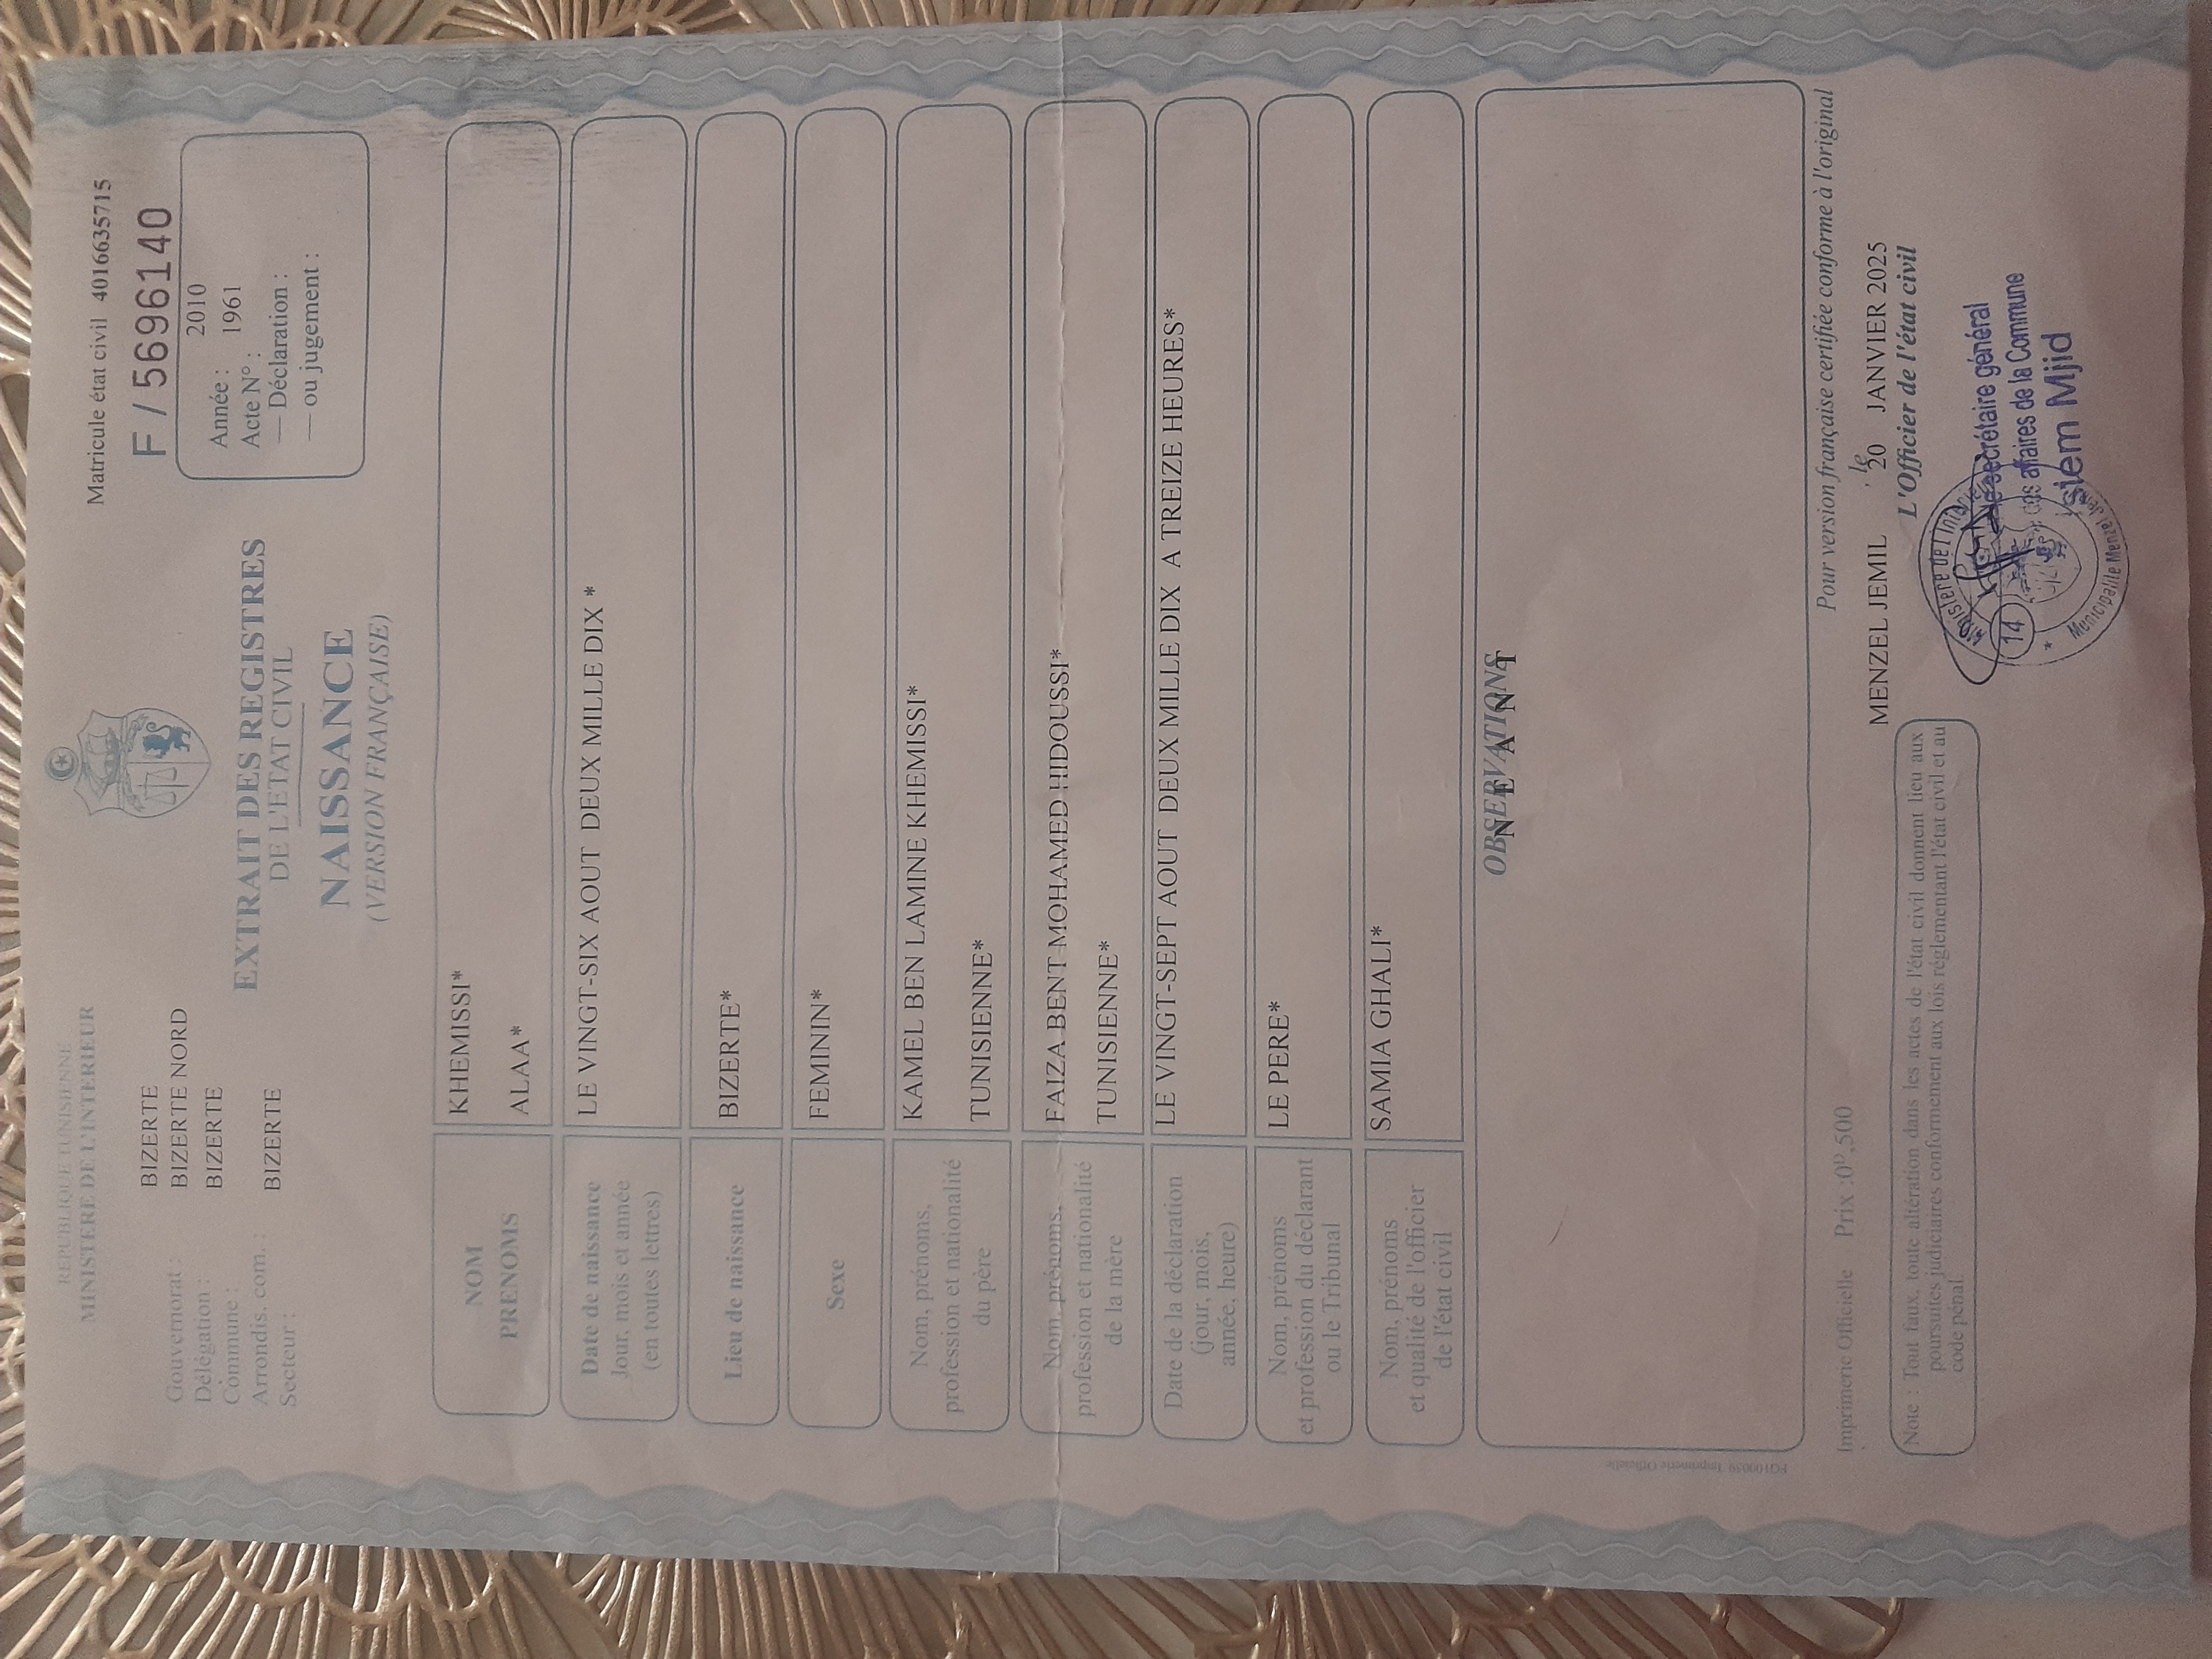 REPUBLIQUE TUNISIENNE
MINISTERE DE L'INTERIEUR
Gouvernorat : BIZERTE
Délégation : BIZERTE NORD
Commune : BIZERTE
Arrondis. com. :
Secteur : BIZERTE
Matricule état civil 4016635715
F / 5696140
Année : 2010
Acte N° : 1961
— Déclaration :
— ou jugement :
EXTRAIT DES REGISTRES
DE L'ETAT CIVIL
NAISSANCE
(VERSION FRANÇAISE)
NOM
PRENOMS
KHEMISSI*
ALAA*
Date de naissance
Jour, mois et année
(en toutes lettres)
LE VINGT-SIX AOUT DEUX MILLE DIX *
Lieu de naissance
BIZERTE*
Sexe
FEMININ*
Nom, prénoms,
profession et nationalité
du père
KAMEL BEN LAMINE KHEMISSI*
TUNISIENNE*
Nom, prénoms,
profession et nationalité
de la mère
FAIZA BENT MOHAMED HIDOUSSI*
TUNISIENNE*
Date de la déclaration
(jour, mois,
année, heure)
LE VINGT-SEPT AOUT DEUX MILLE DIX A TREIZE HEURES*
Nom, prénoms
et profession du déclarant
ou le Tribunal
LE PERE*
Nom, prénoms
et qualité de l'officier
de l'état civil
SAMIA GHALI*
OBSERVATIONS
N E A N T
Imprimerie Officielle Prix :0ᴰ,500
Pour version française certifiée conforme à l'original
MENZEL JEMIL , le 20 JANVIER 2025
L'Officier de l'état civil
Note : Tout faux, toute altération dans les actes de l'état civil donnent lieu aux
poursuites judiciaires conformément aux lois réglementant l'état civil et au
code pénal.
secrétaire général
des affaires de la Commune
Mjid
14
Municipalité Menzel